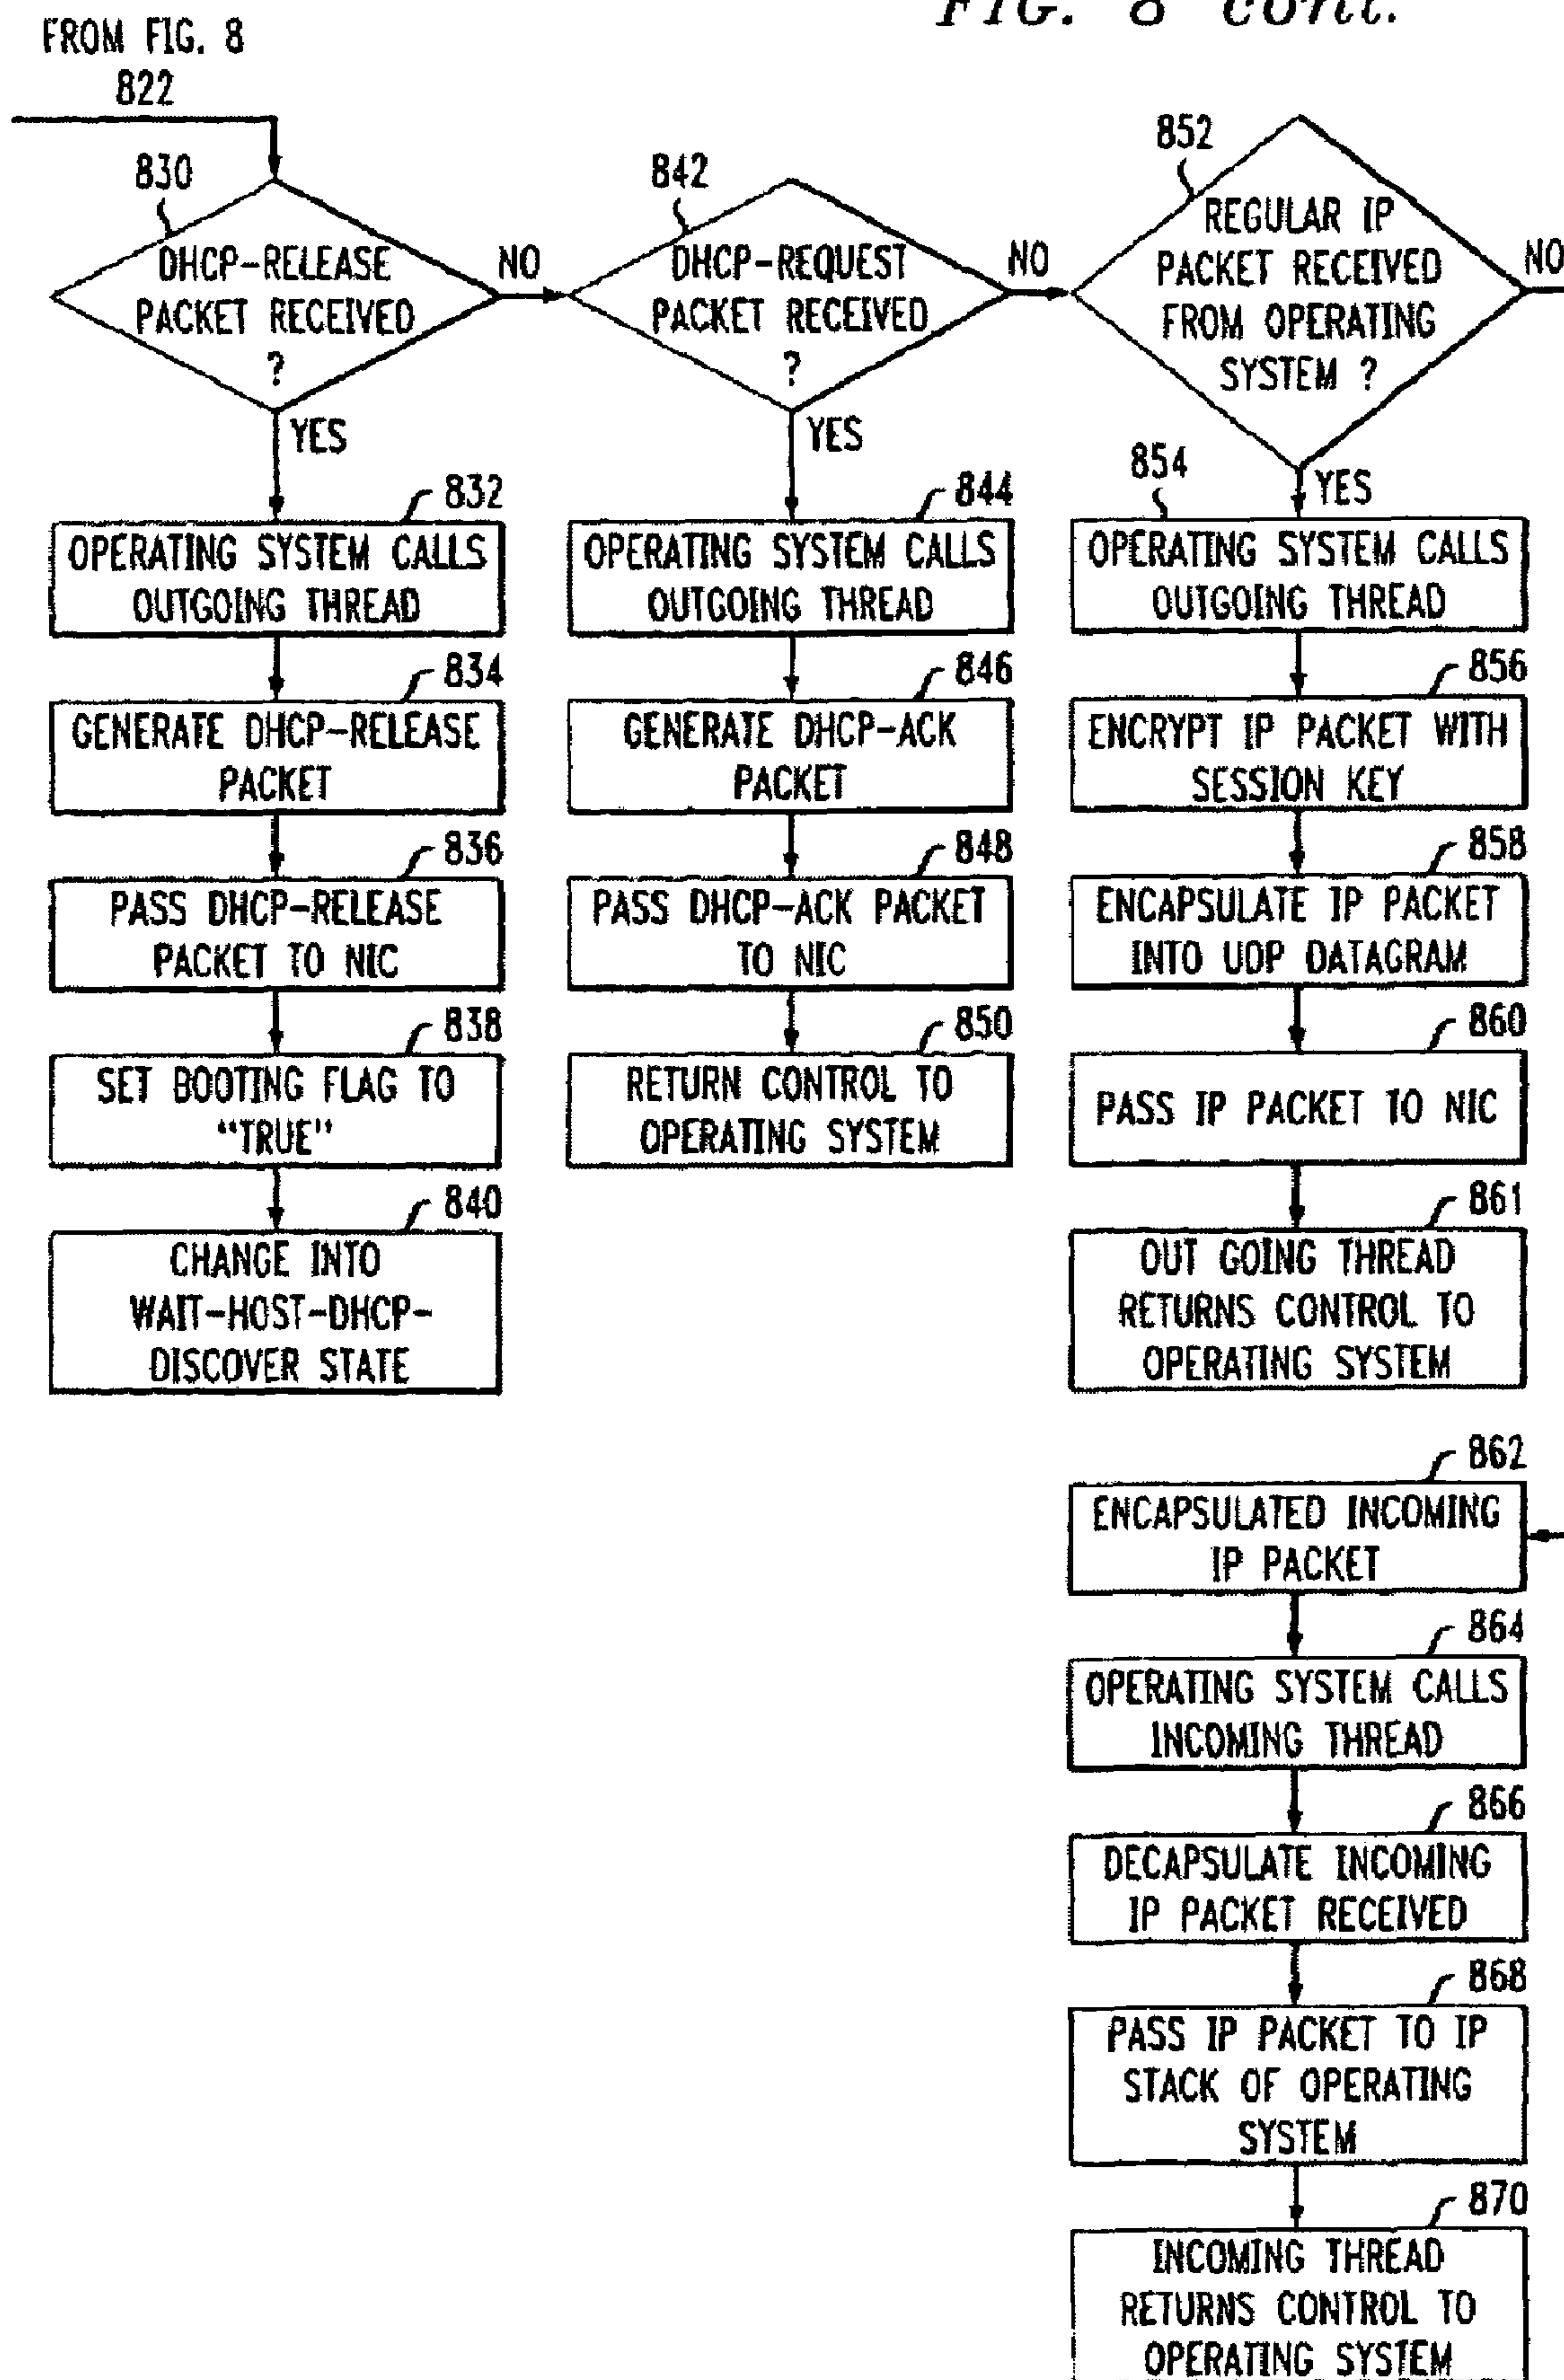 FIG. 8 cont.
FROM FIG. 8
822
830
DHCP-RELEASE
PACKET RECEIVED
?
NO
YES
832
OPERATING SYSTEM CALLS
OUTGOING THREAD
834
GENERATE DHCP-RELEASE
PACKET
836
PASS DHCP-RELEASE
PACKET TO NIC
838
SET BOOTING FLAG TO
"TRUE"
840
CHANGE INTO
WAIT-HOST-DHCP-
DISCOVER STATE
842
DHCP-REQUEST
PACKET RECEIVED
?
NO
YES
844
OPERATING SYSTEM CALLS
OUTGOING THREAD
846
GENERATE DHCP-ACK
PACKET
848
PASS DHCP-ACK PACKET
TO NIC
850
RETURN CONTROL TO
OPERATING SYSTEM
852
REGULAR IP
PACKET RECEIVED
FROM OPERATING
SYSTEM ?
NO
YES
854
OPERATING SYSTEM CALLS
OUTGOING THREAD
856
ENCRYPT IP PACKET WITH
SESSION KEY
858
ENCAPSULATE IP PACKET
INTO UDP DATAGRAM
860
PASS IP PACKET TO NIC
861
OUT GOING THREAD
RETURNS CONTROL TO
OPERATING SYSTEM
862
ENCAPSULATED INCOMING
IP PACKET
864
OPERATING SYSTEM CALLS
INCOMING THREAD
866
DECAPSULATE INCOMING
IP PACKET RECEIVED
868
PASS IP PACKET TO IP
STACK OF OPERATING
SYSTEM
870
INCOMING THREAD
RETURNS CONTROL TO
OPERATING SYSTEM